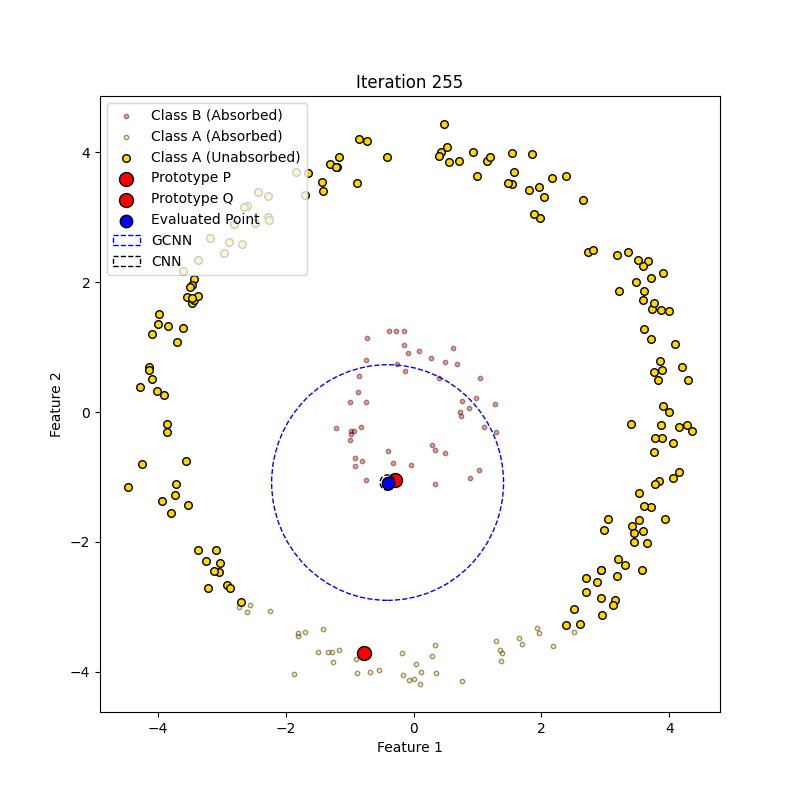 Iteration 255
Class B (Absorbed)
Class A (Absorbed)
Class A (Unabsorbed)
Prototype P
Prototype Q
Evaluated Point
GCNN
CNN
Feature 2
4
2
0
−2
−4
−4
−2
0
2
4
Feature 1